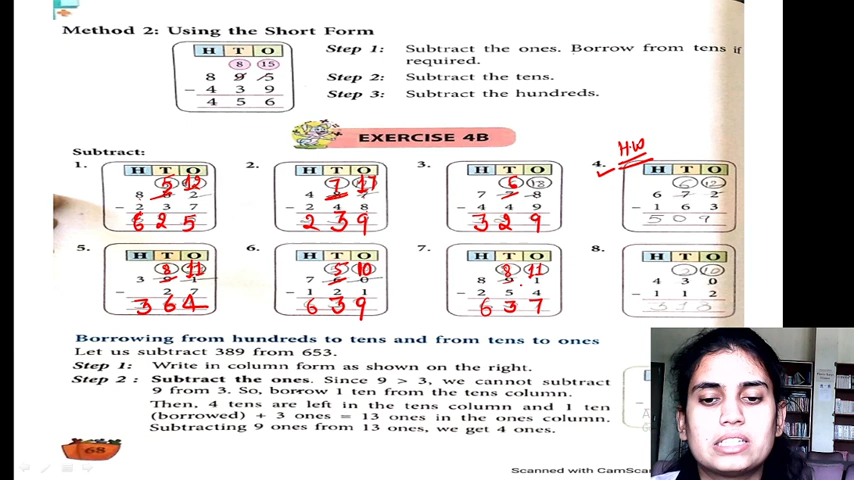 Method 2: Using the Short Form
H T O
8 15
8 9 5
- 4 3 9
4 5 6
Step 1: Subtract the ones. Borrow from tens if
required.
Step 2: Subtract the tens.
Step 3: Subtract the hundreds.
EXERCISE 4B
Subtract:
H.W
1.
H T O
5 12
8 6 2
- 2 3 7
6 2 5
2.
H T O
7 17
4 8 7
- 2 4 8
2 3 9
3.
H T O
6 18
7 7 8
- 4 4 9
3 2 9
4.
H T O
6 12
6 7 2
- 1 6 3
5 0 9
5.
H T O
8 11
3 9 1
- 2 7
3 6 4
6.
H T O
5 10
7 6 0
- 1 2 1
6 3 9
7.
H T O
8 11
8 9 1
- 2 5 4
6 3 7
8.
H T O
2 10
4 3 0
- 1 1 2
3 1 8
Borrowing from hundreds to tens and from tens to ones
Let us subtract 389 from 653.
Step 1: Write in column form as shown on the right.
Step 2 : Subtract the ones. Since 9 > 3, we cannot subtract
9 from 3. So, borrow 1 ten from the tens column.
Then, 4 tens are left in the tens column and 1 ten
(borrowed) + 3 ones = 13 ones in the ones column.
Subtracting 9 ones from 13 ones, we get 4 ones.
68
Scanned with CamSca